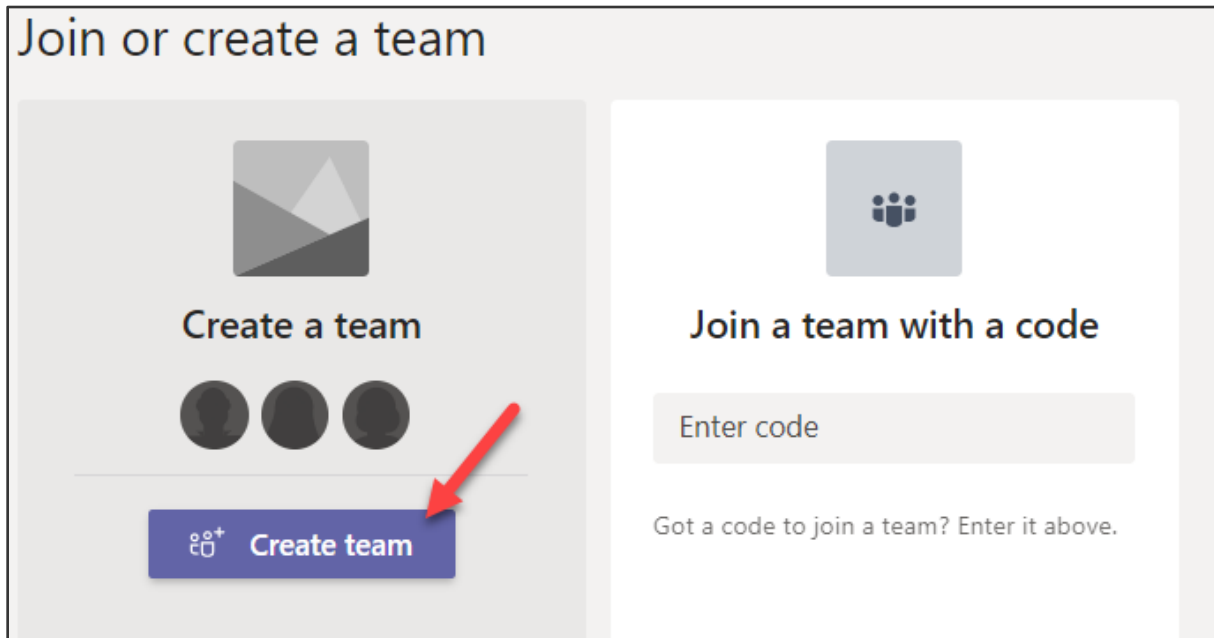 Join or create a team
Create a team
Create team
Join a team with a code
Enter code
Got a code to join a team? Enter it above.